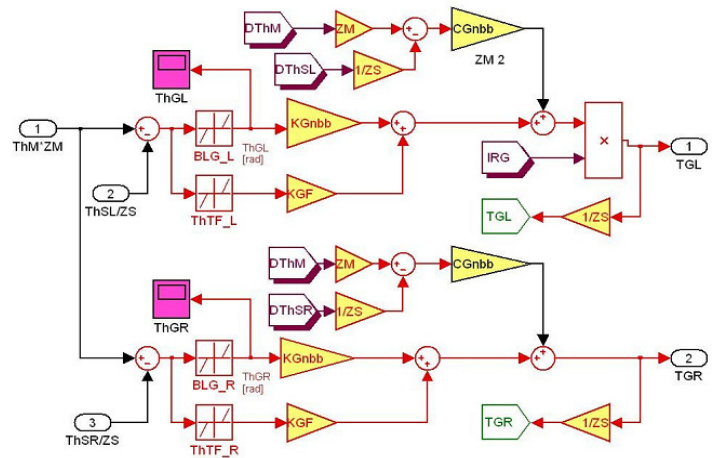 DThM
ZM
CGnbb
DThSL
1/ZS
ZM 2
ThGL
1
ThM*ZM
BLG_L
ThGL
[rad]
KGnbb
IRG
×
1
TGL
2
ThSL/ZS
ThTF_L
KGF
TGL
1/ZS
DThM
ZM
CGnbb
DThSR
1/ZS
ThGR
BLG_R
ThGR
[rad]
KGnbb
2
TGR
3
ThSR/ZS
ThTF_R
KGF
TGR
1/ZS